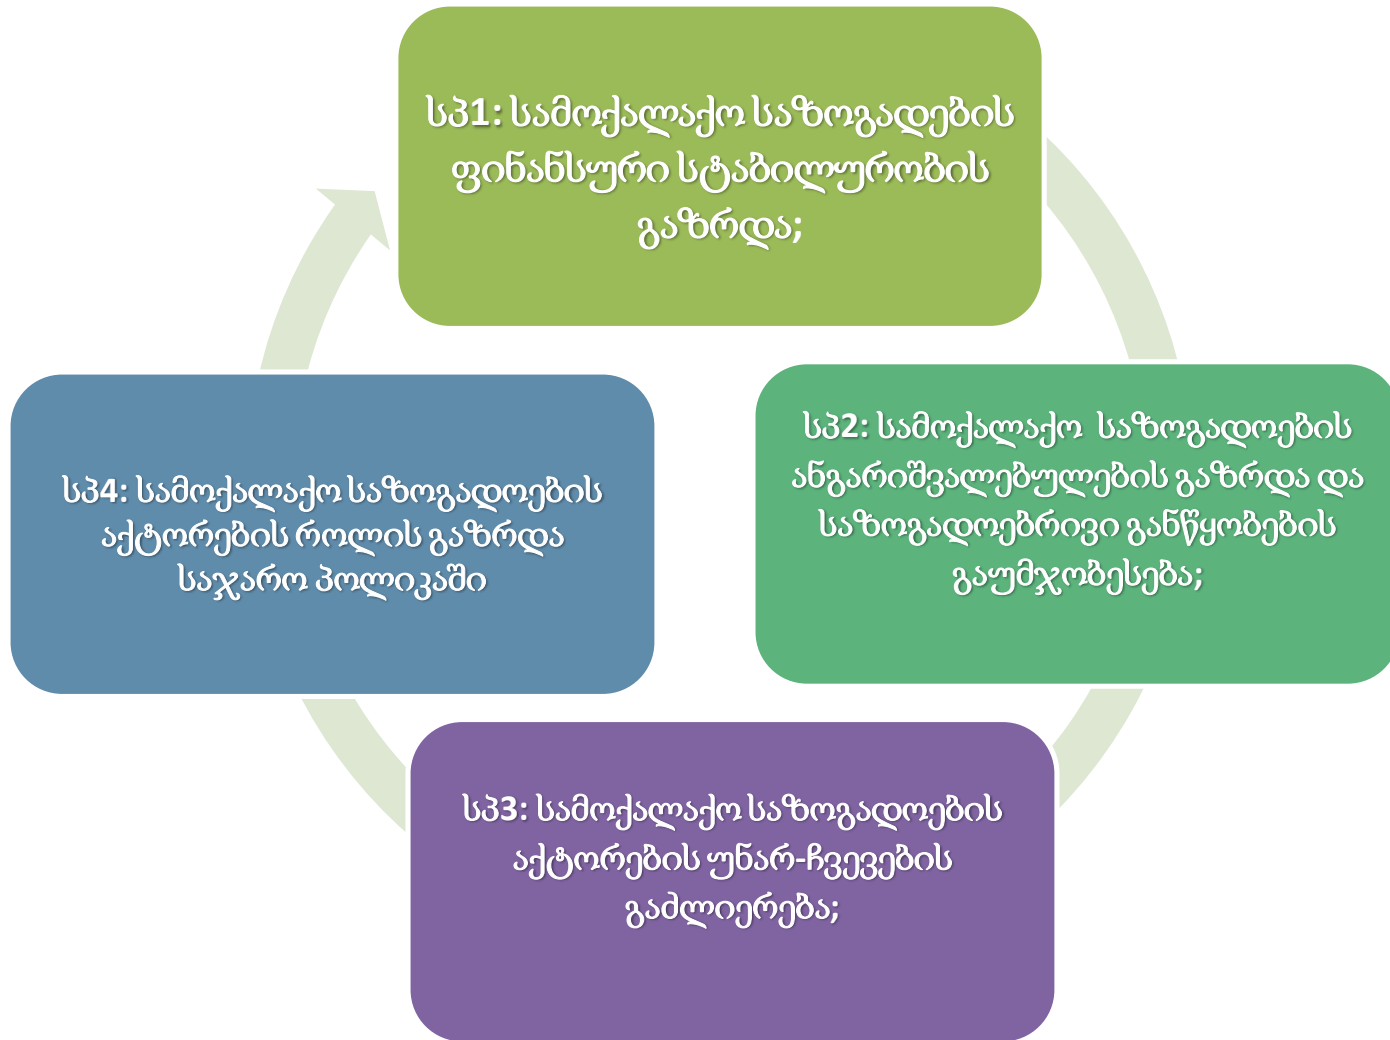 სპ1: სამოქალაქო საზოგადების
ფინანსური სტაბილურობის
გაზრდა;
სპ2: სამოქალაქო  საზოგადოების
ანგარიშვალებულების გაზრდა და
საზოგადოებრივი განწყობების
გაუმჯობესება;
სპ3: სამოქალაქო საზოგადოების
აქტორების უნარ-ჩვევების
გაძლიერება;
სპ4: სამოქალაქო საზოგადოების
აქტორების როლის გაზრდა
საჯარო პოლიკაში